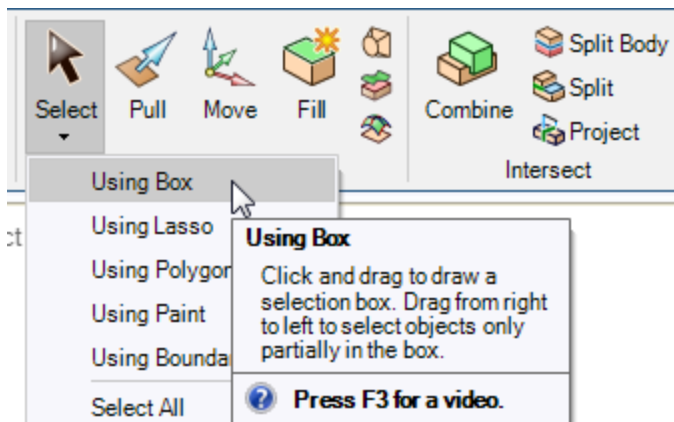 Select
Pull
Move
Fill
Combine
Split Body
Split
Project
Intersect
Using Box
Using Lasso
Using Polygon
Using Paint
Using Bounda
Select All
ct
Using Box
Click and drag to draw a
selection box. Drag from right
to left to select objects only
partially in the box.
Press F3 for a video.